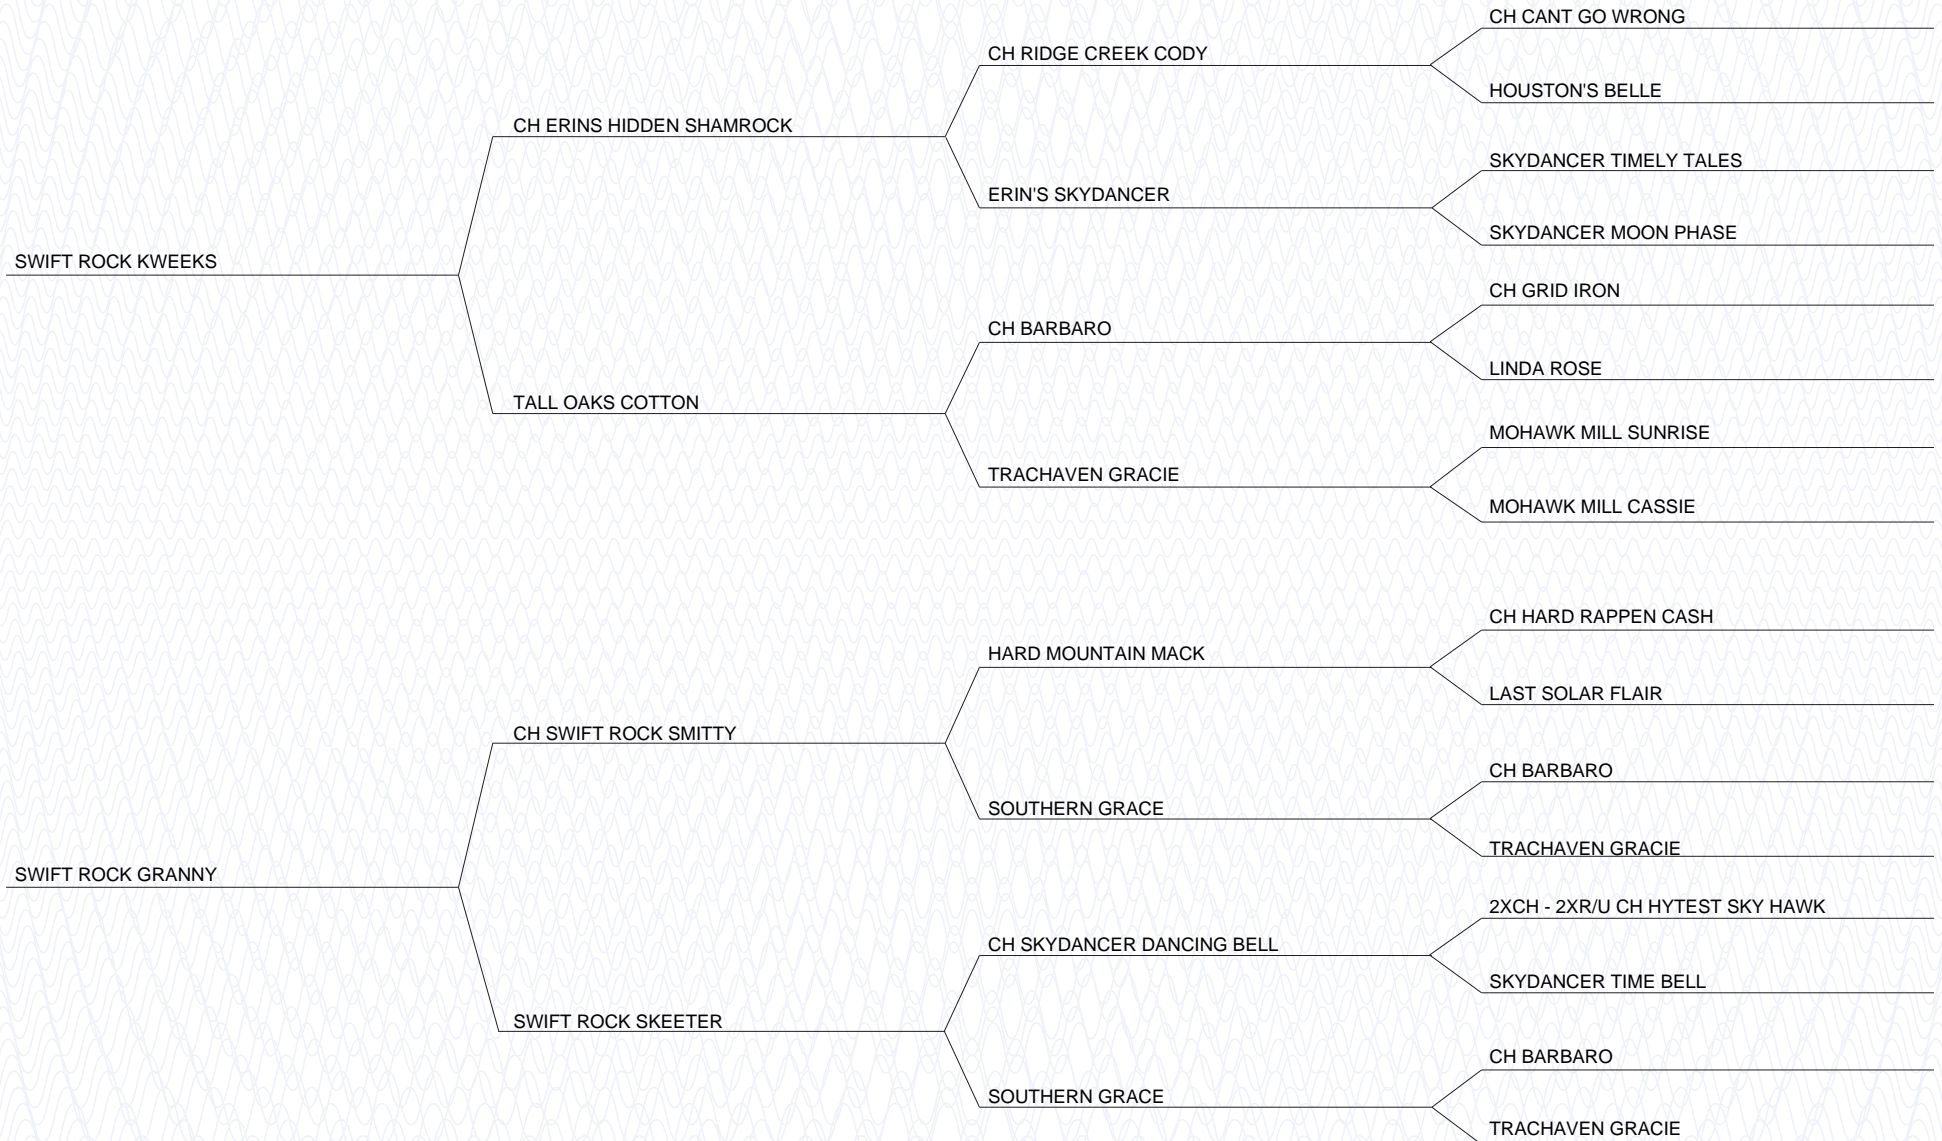 CH CANT GO WRONG
CH RIDGE CREEK CODY
HOUSTON'S BELLE
CH ERINS HIDDEN SHAMROCK
SKYDANCER TIMELY TALES
ERIN'S SKYDANCER
SKYDANCER MOON PHASE
SWIFT ROCK KWEEKS
CH GRID IRON
CH BARBARO
LINDA ROSE
TALL OAKS COTTON
MOHAWK MILL SUNRISE
TRACHAVEN GRACIE
MOHAWK MILL CASSIE
CH HARD RAPPEN CASH
HARD MOUNTAIN MACK
LAST SOLAR FLAIR
CH SWIFT ROCK SMITTY
CH BARBARO
SOUTHERN GRACE
TRACHAVEN GRACIE
SWIFT ROCK GRANNY
2XCH - 2XR/U CH HYTEST SKY HAWK
CH SKYDANCER DANCING BELL
SKYDANCER TIME BELL
SWIFT ROCK SKEETER
CH BARBARO
SOUTHERN GRACE
TRACHAVEN GRACIE